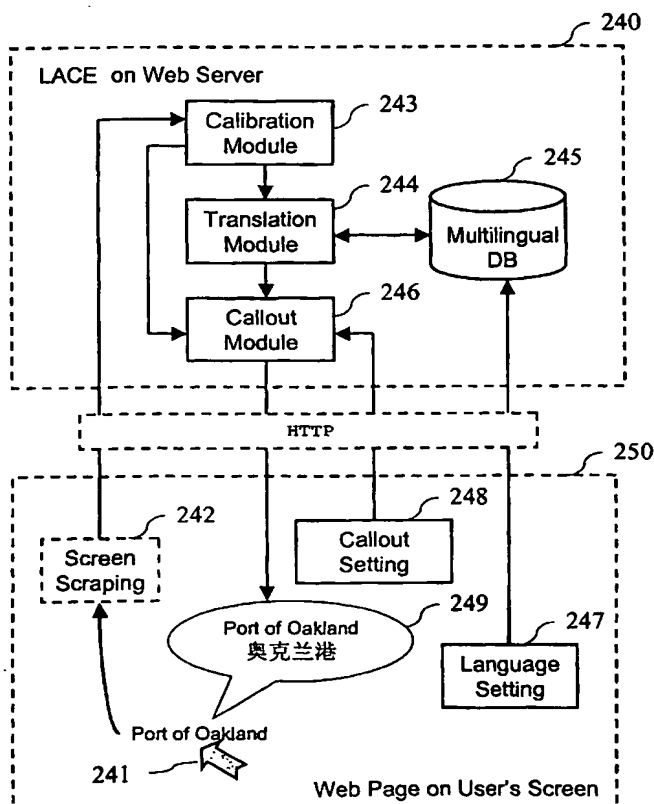 240
LACE on Web Server
243
Calibration
Module
245
244
Translation
Module
Multilingual
DB
246
Callout
Module
HTTP
250
242
248
Screen
Scraping
Callout
Setting
249
Port of Oakland
奥克兰港
247
Language
Setting
Port of Oakland
241
Web Page on User's Screen